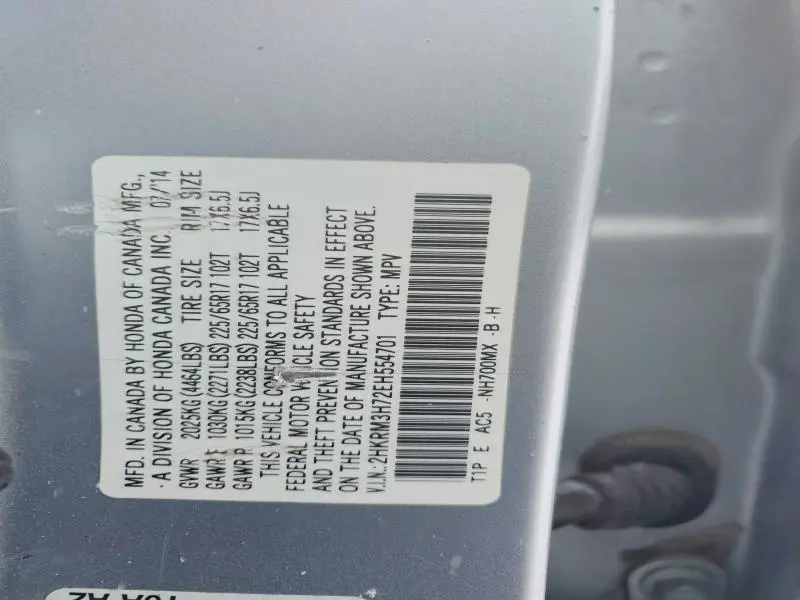 MFD. IN CANADA BY HONDA OF CANADA MFG.,
· A DIVISION OF HONDA CANADA INC. 07/14
GVWR 2025KG (4464LBS) TIRE SIZE RIM SIZE
GAWR F 1033KG (2271LBS) 225/65R17 102T 17X6.5J
GAWR R 1015KG (2238LBS) 225/65R17 102T 17X6.5J
THIS VEHICLE CONFORMS TO ALL APPLICABLE
FEDERAL MOTOR VEHICLE SAFETY
AND THEFT PREVENTION STANDARDS IN EFFECT
ON THE DATE OF MANUFACTURE SHOWN ABOVE.
V.I.N.: 2HKRM3H72EH554701 TYPE: MPV
T1P E AC5 -NH700MX -B -H